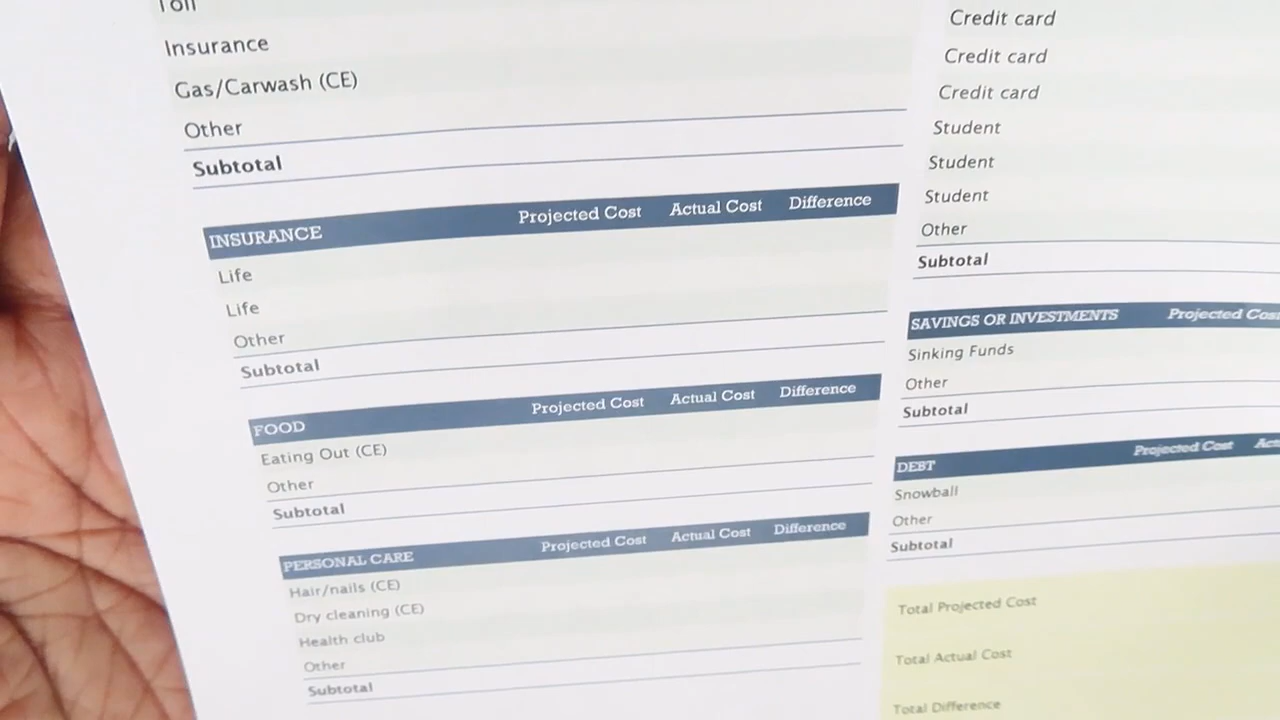 Toll
Insurance
Gas/Carwash (CE)
Other
Subtotal
INSURANCE Projected Cost Actual Cost Difference
Life
Life
Other
Subtotal
FOOD Projected Cost Actual Cost Difference
Eating Out (CE)
Other
Subtotal
PERSONAL CARE Projected Cost Actual Cost Difference
Hair/nails (CE)
Dry cleaning (CE)
Health club
Other
Subtotal
Credit card
Credit card
Credit card
Student
Student
Student
Other
Subtotal
SAVINGS OR INVESTMENTS Projected Cos
Sinking Funds
Other
Subtotal
DEBT Projected Cost Act
Snowball
Other
Subtotal
Total Projected Cost
Total Actual Cost
Total Difference